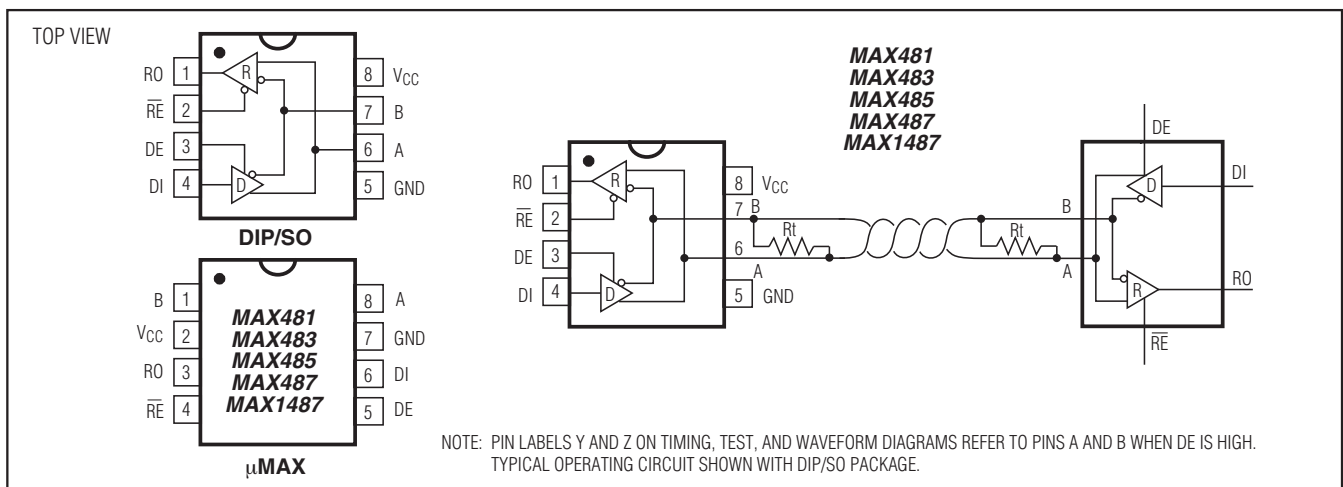 TOP VIEW
RO 1
RE 2
DE 3
DI 4
8 VCC
7 B
6 A
5 GND
R
D
DIP/SO
B 1
VCC 2
RO 3
RE 4
8 A
7 GND
6 DI
5 DE
MAX481
MAX483
MAX485
MAX487
MAX1487
μMAX
MAX481
MAX483
MAX485
MAX487
MAX1487
RO 1
RE 2
DE 3
DI 4
R
D
8 VCC
7 B
6
A
5 GND
Rt
Rt
B
A
DE
D
DI
R
RO
RE
NOTE: PIN LABELS Y AND Z ON TIMING, TEST, AND WAVEFORM DIAGRAMS REFER TO PINS A AND B WHEN DE IS HIGH.
TYPICAL OPERATING CIRCUIT SHOWN WITH DIP/SO PACKAGE.